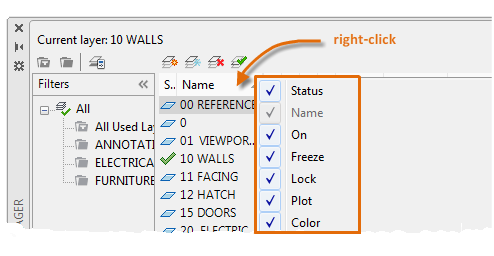 Current layer: 10 WALLS
right-click
Filters
S.. Name
All
All Used La
ANNOTATI
ELECTRICA
FURNITURE
00 REFERENCE
0
01 VIEWPOR...
10 WALLS
11 FACING
12 HATCH
15 DOORS
20 ELECTRIC
Status
Name
On
Freeze
Lock
Plot
Color
AGER